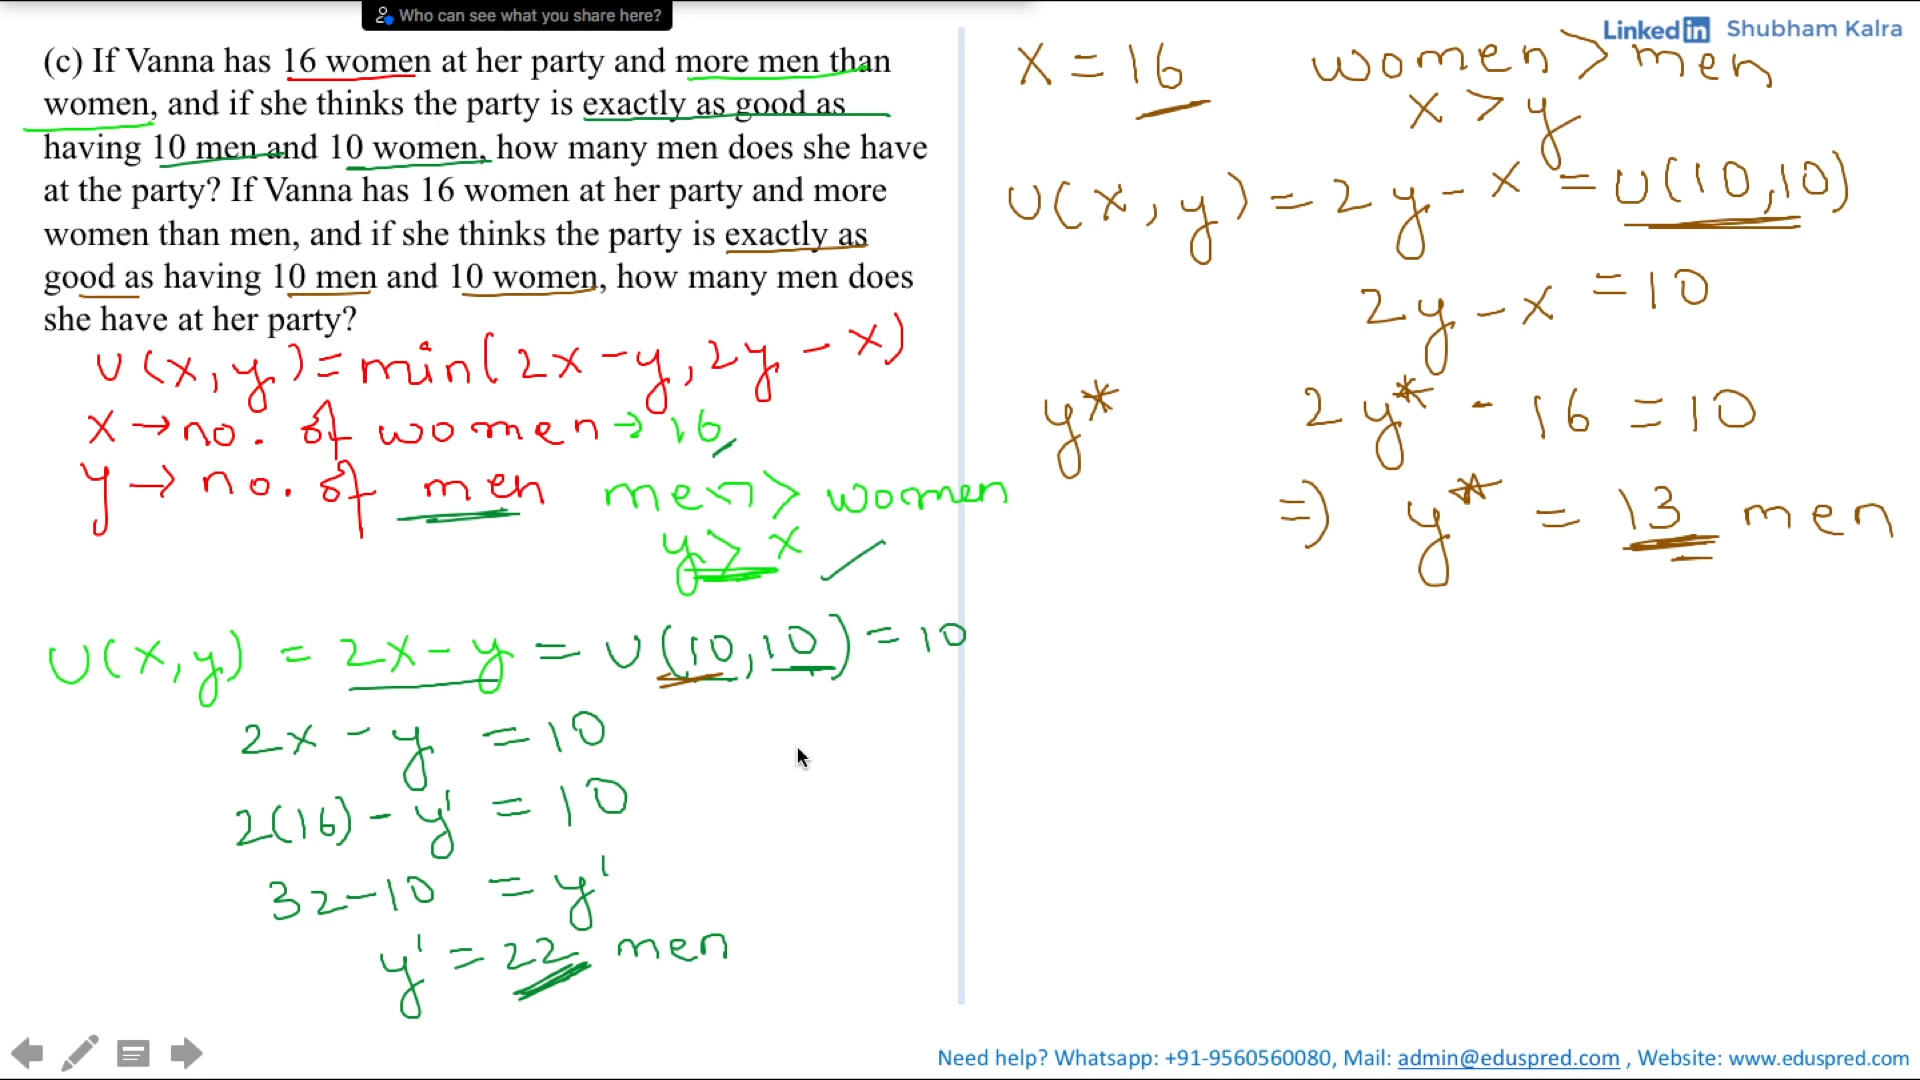 Who can see what you share here?
Linked in Shubham Kalra
(c) If Vanna has 16 women at her party and more men than
women, and if she thinks the party is exactly as good as
having 10 men and 10 women, how many men does she have
at the party? If Vanna has 16 women at her party and more
women than men, and if she thinks the party is exactly as
good as having 10 men and 10 women, how many men does
she have at her party?
U(x,y)=min(2x-y,2y-x)
x→no. of women→16
y→no. of men
men> women
y>x
U(x,y) = 2x-y = U(10,10)=10
2x-y =10
2(16)-y' =10
32-10 =y'
y'=22 men
x=16 women>men
x>y
U(x,y)=2y-x=U(10,10)
2y-x=10
y* 2y*-16=10
=> y*=13 men
Need help? Whatsapp: +91-9560560080, Mail: admin@eduspred.com , Website: www.eduspred.com